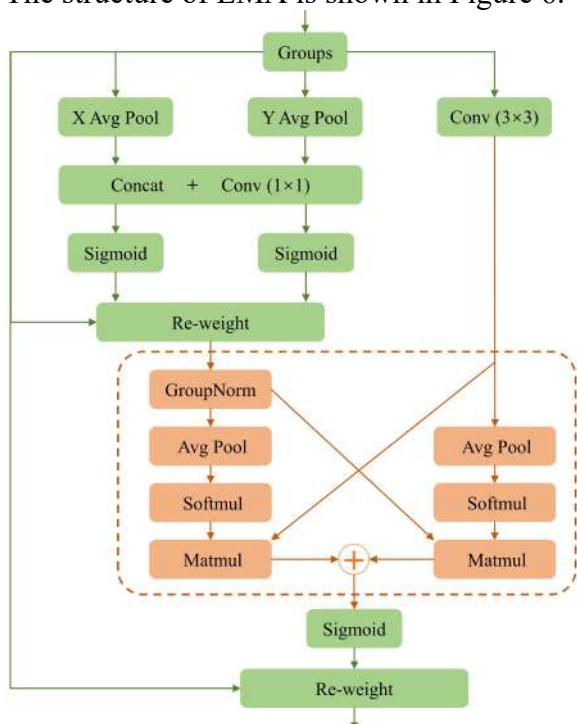 The structure of EMA is shown in Figure 6.
Groups
X Avg Pool
Y Avg Pool
Conv (3×3)
Concat + Conv (1×1)
Sigmoid
Sigmoid
Re-weight
GroupNorm
Avg Pool
Avg Pool
Softmul
Softmul
Matmul
+
Matmul
Sigmoid
Re-weight